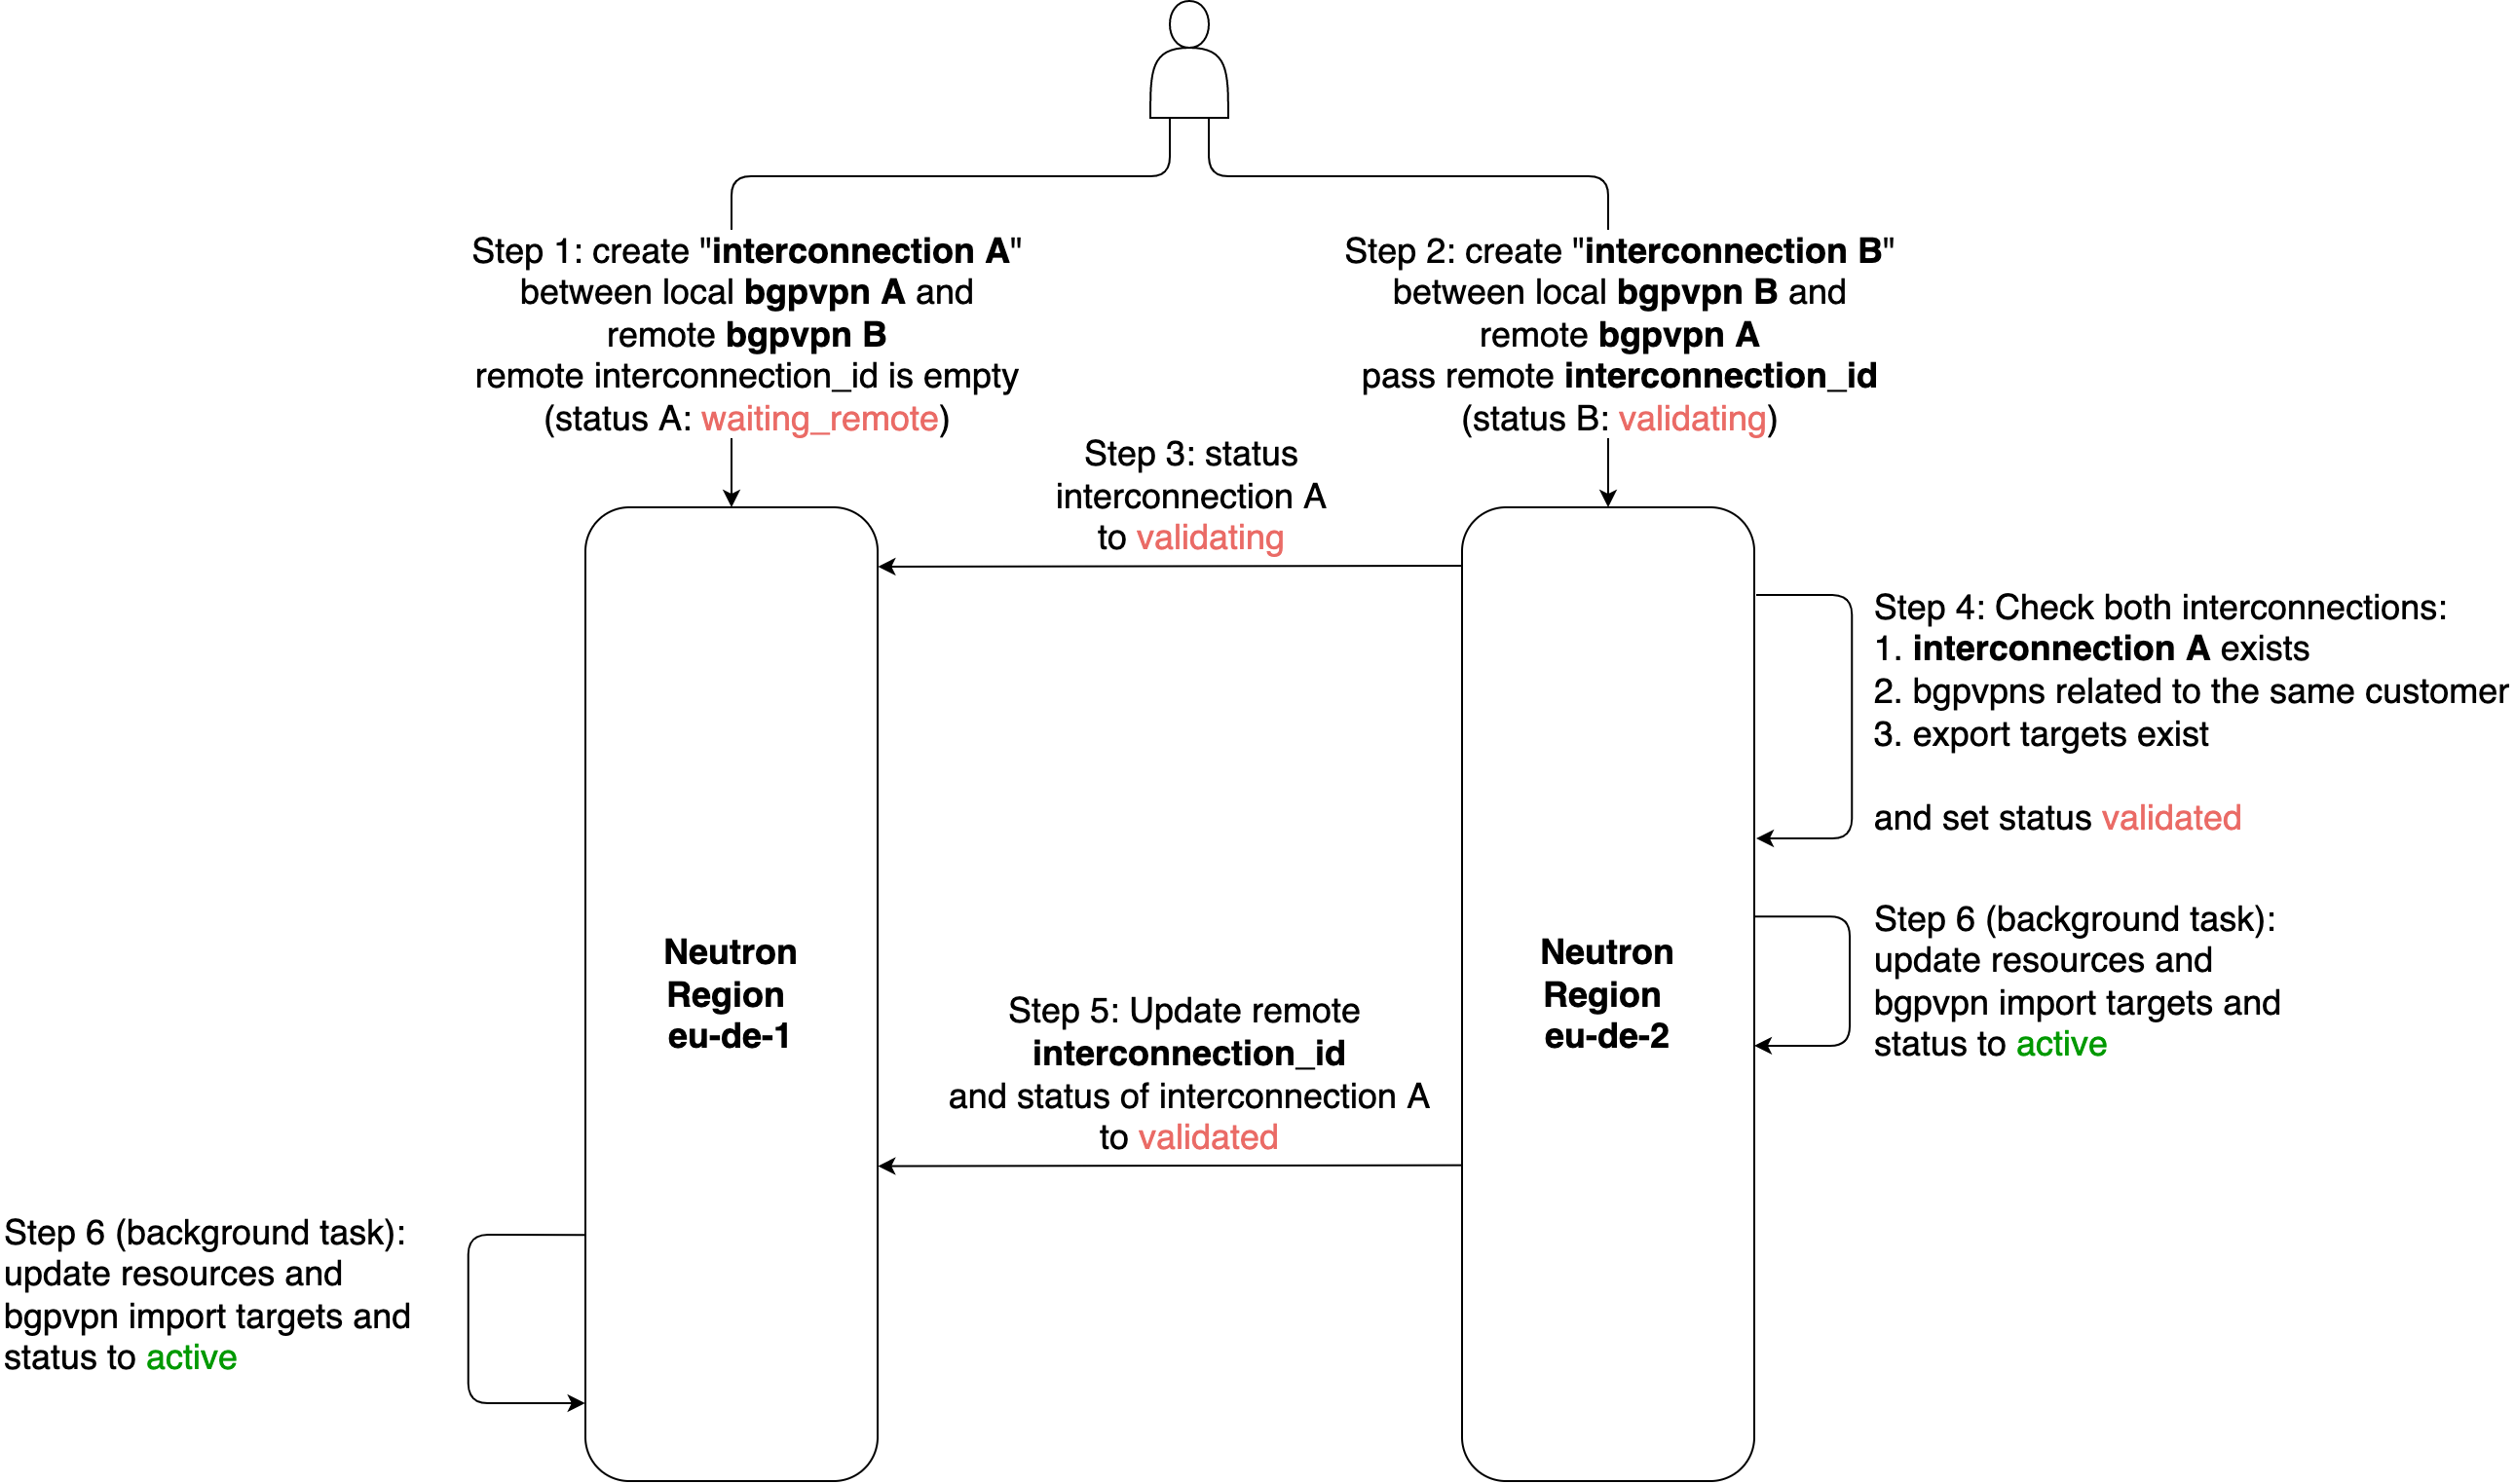 Step 1: create "interconnection A"
between local bgpvpn A and
remote bgpvpn B
remote interconnection_id is empty
(status A: waiting_remote)
Step 2: create "interconnection B"
between local bgpvpn B and
remote bgpvpn A
pass remote interconnection_id
(status B: validating)
Step 3: status
interconnection A
to validating
Step 4: Check both interconnections:
1. interconnection A exists
2. bgpvpns related to the same customer
3. export targets exist
and set status validated
Neutron
Region
eu-de-1
Neutron
Region
eu-de-2
Step 6 (background task):
update resources and
bgpvpn import targets and
status to active
Step 5: Update remote
interconnection_id
and status of interconnection A
to validated
Step 6 (background task):
update resources and
bgpvpn import targets and
status to active